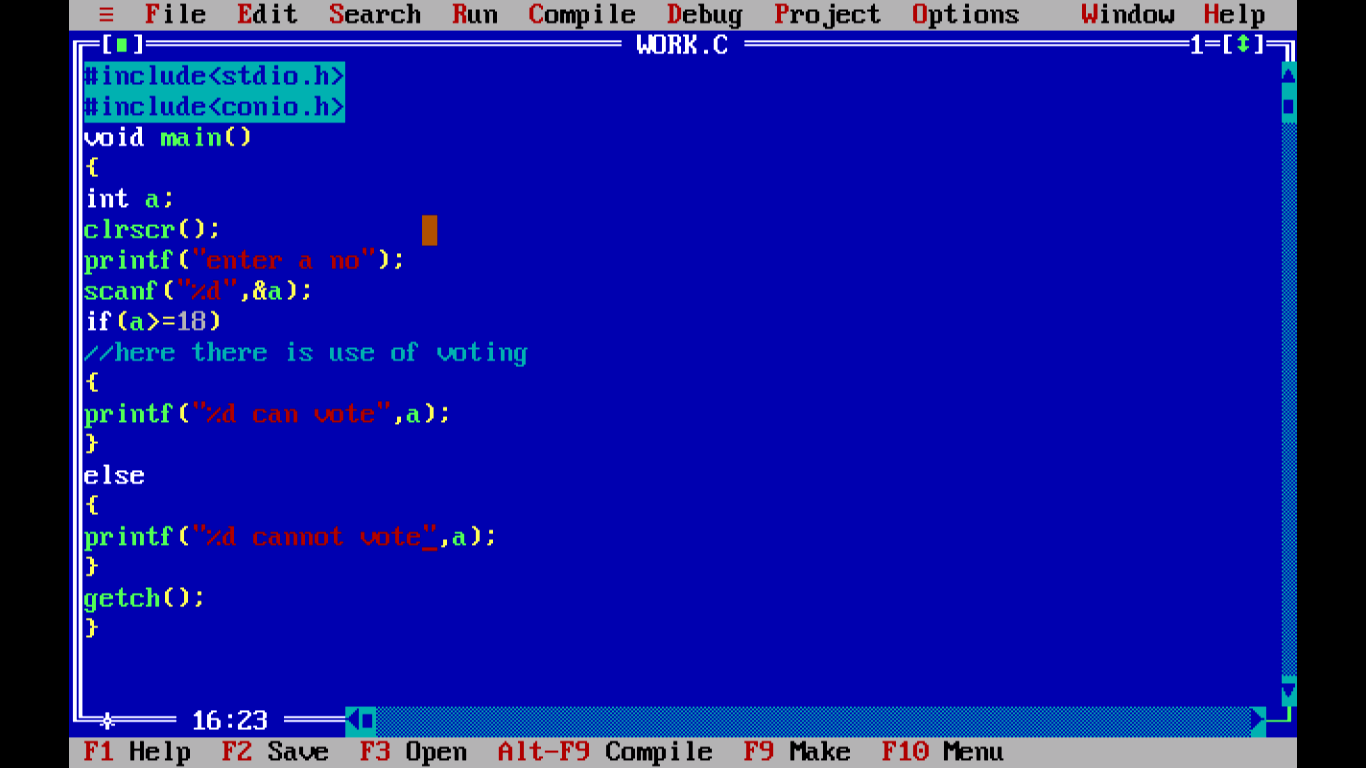 ≡ File Edit Search Run Compile Debug Project Options Window Help
[■] WORK.C 1=[↕]
#include<stdio.h>
#include<conio.h>
void main()
{
int a;
clrscr();
printf("enter a no");
scanf("%d",&a);
if(a>=18)
//here there is use of voting
{
printf("%d can vote",a);
}
else
{
printf("%d cannot vote",a);
}
getch();
}
16:23
F1 Help F2 Save F3 Open Alt-F9 Compile F9 Make F10 Menu